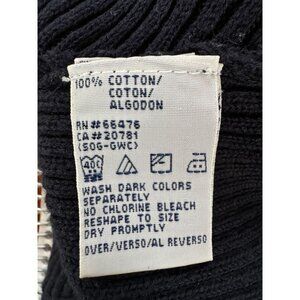 100% COTTON/
COTON/
ALGODON
RN#66476
CA#20781
(SOG-GWC)
40C
WASH DARK COLORS
SEPARATELY
NO CHLORINE BLEACH
RESHAPE TO SIZE
DRY PROMPTLY
OVER/VERSO/AL REVERSO